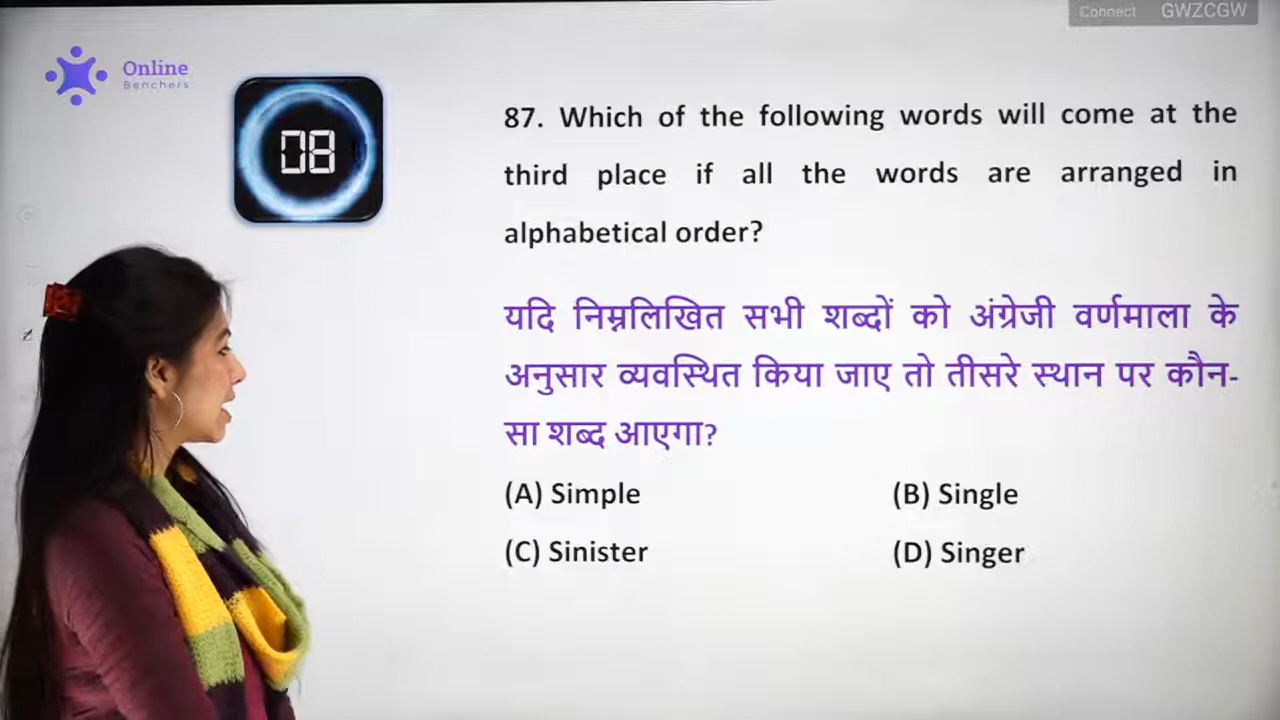 Connect GWZCGW
Online
Benchers
08
87. Which of the following words will come at the
third place if all the words are arranged in
alphabetical order?
यदि निम्नलिखित सभी शब्दों को अंग्रेजी वर्णमाला के
अनुसार व्यवस्थित किया जाए तो तीसरे स्थान पर कौन-
सा शब्द आएगा?
(A) Simple
(B) Single
(C) Sinister
(D) Singer